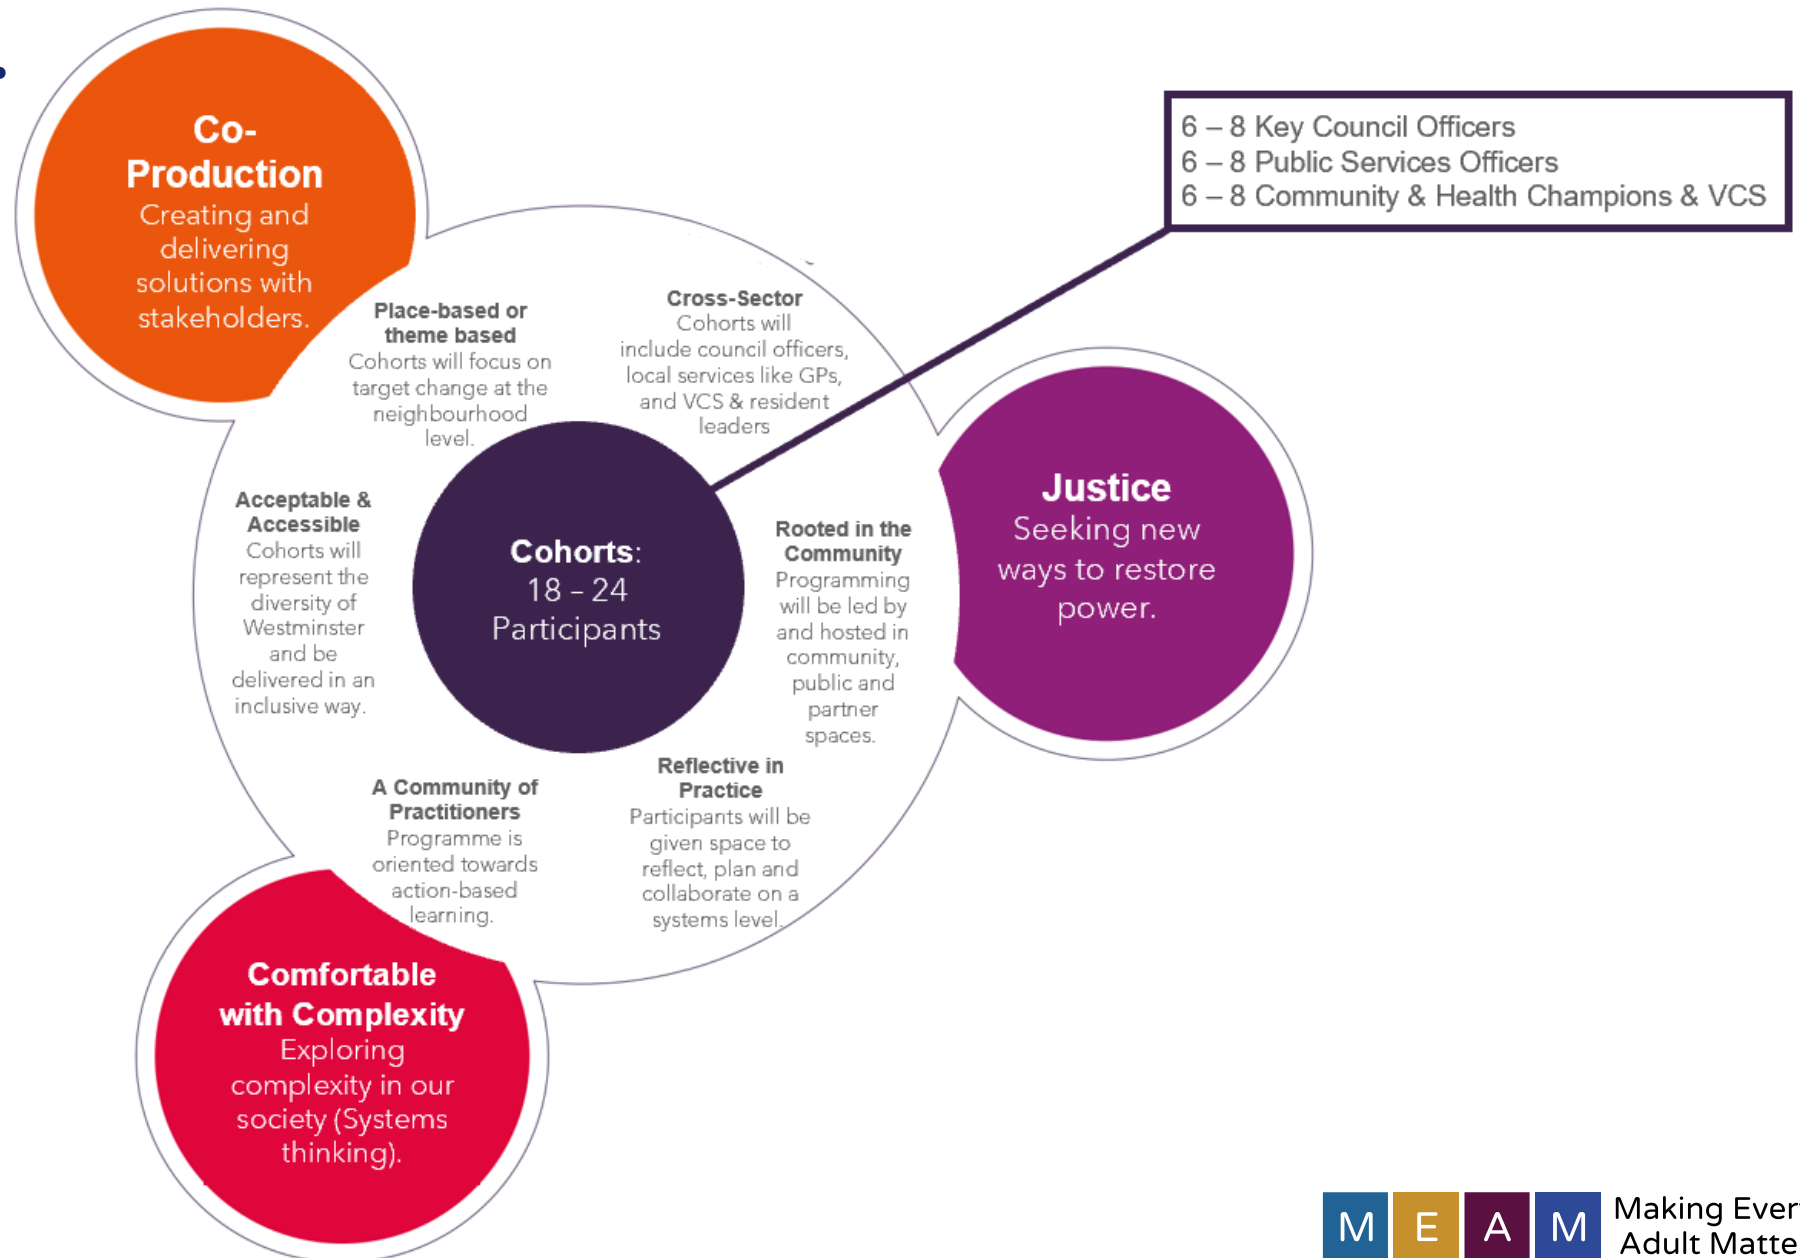 Co-
Production
Creating and
delivering
solutions with
stakeholders.
6 – 8 Key Council Officers
6 – 8 Public Services Officers
6 – 8 Community & Health Champions & VCS
Place-based or
theme based
Cohorts will focus on
target change at the
neighbourhood
level.
Cross-Sector
Cohorts will
include council officers,
local services like GPs,
and VCS & resident
leaders
Acceptable &
Accessible
Cohorts will
represent the
diversity of
Westminster
and be
delivered in an
inclusive way.
Cohorts:
18 – 24
Participants
Rooted in the
Community
Programming
will be led by
and hosted in
community,
public and
partner
spaces.
Justice
Seeking new
ways to restore
power.
A Community of
Practitioners
Programme is
oriented towards
action-based
learning.
Reflective in
Practice
Participants will be
given space to
reflect, plan and
collaborate on a
systems level.
Comfortable
with Complexity
Exploring
complexity in our
society (Systems
thinking).
M E A M
Making Ever
Adult Matte